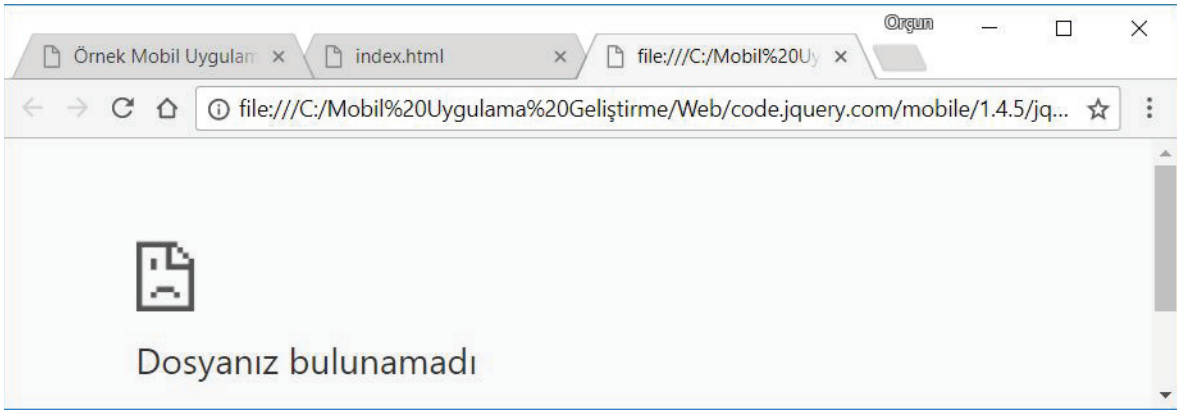 Orgun
Örnek Mobil Uygulam
index.html
file:///C:/Mobil%20Uy
file:///C:/Mobil%20Uygulama%20Geliştirme/Web/code.jquery.com/mobile/1.4.5/jq...
Dosyanız bulunamadı